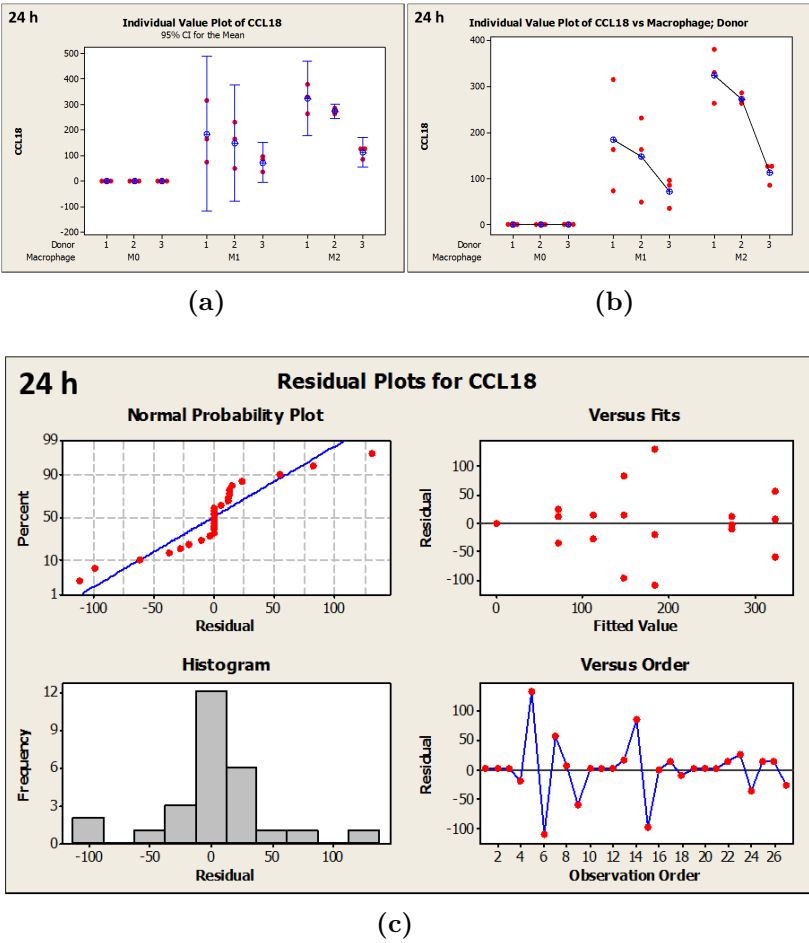 24 h
Individual Value Plot of CCL18
95% CI for the Mean
500
400
300
200
100
0
-100
-200
CCL18
Donor 1 2 3 1 2 3 1 2 3
Macrophage M0 M1 M2
(a)
24 h
Individual Value Plot of CCL18 vs Macrophage; Donor
400
300
200
100
0
CCL18
Donor 1 2 3 1 2 3 1 2 3
Macrophage M0 M1 M2
(b)
24 h
Residual Plots for CCL18
Normal Probability Plot
99
90
50
10
1
Percent
-100 -50 0 50 100
Residual
Versus Fits
100
50
0
-50
-100
Residual
0 100 200 300
Fitted Value
Histogram
12
9
6
3
0
Frequency
-100 -50 0 50 100
Residual
Versus Order
100
50
0
-50
-100
Residual
2 4 6 8 10 12 14 16 18 20 22 24 26
Observation Order
(c)